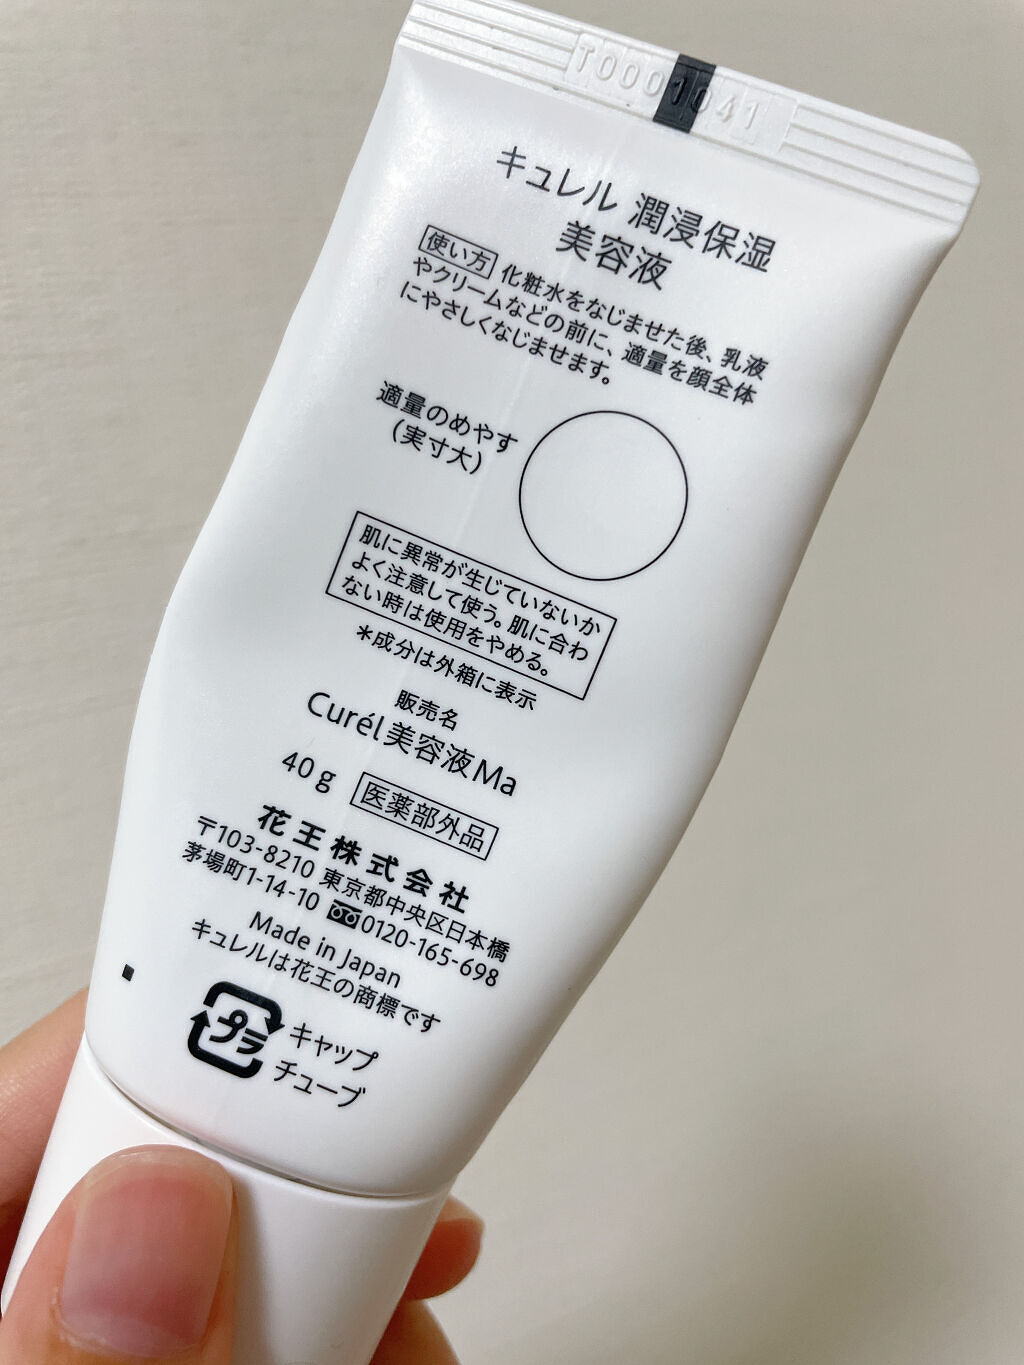 T0001041
キュレル 潤浸保湿
美容液
使い方 化粧水をなじませた後、乳液
やクリームなどの前に、適量を顔全体
にやさしくなじませます。
適量のめやす
(実寸大)
肌に異常が生じていないか
よく注意して使う。肌に合わ
ない時は使用をやめる。
*成分は外箱に表示
販売名
Curél美容液Ma
40g 医薬部外品
花王株式会社
〒103-8210 東京都中央区日本橋
茅場町1-14-10 0120-165-698
Made in Japan
キュレルは花王の商標です
プラ キャップ
チューブ